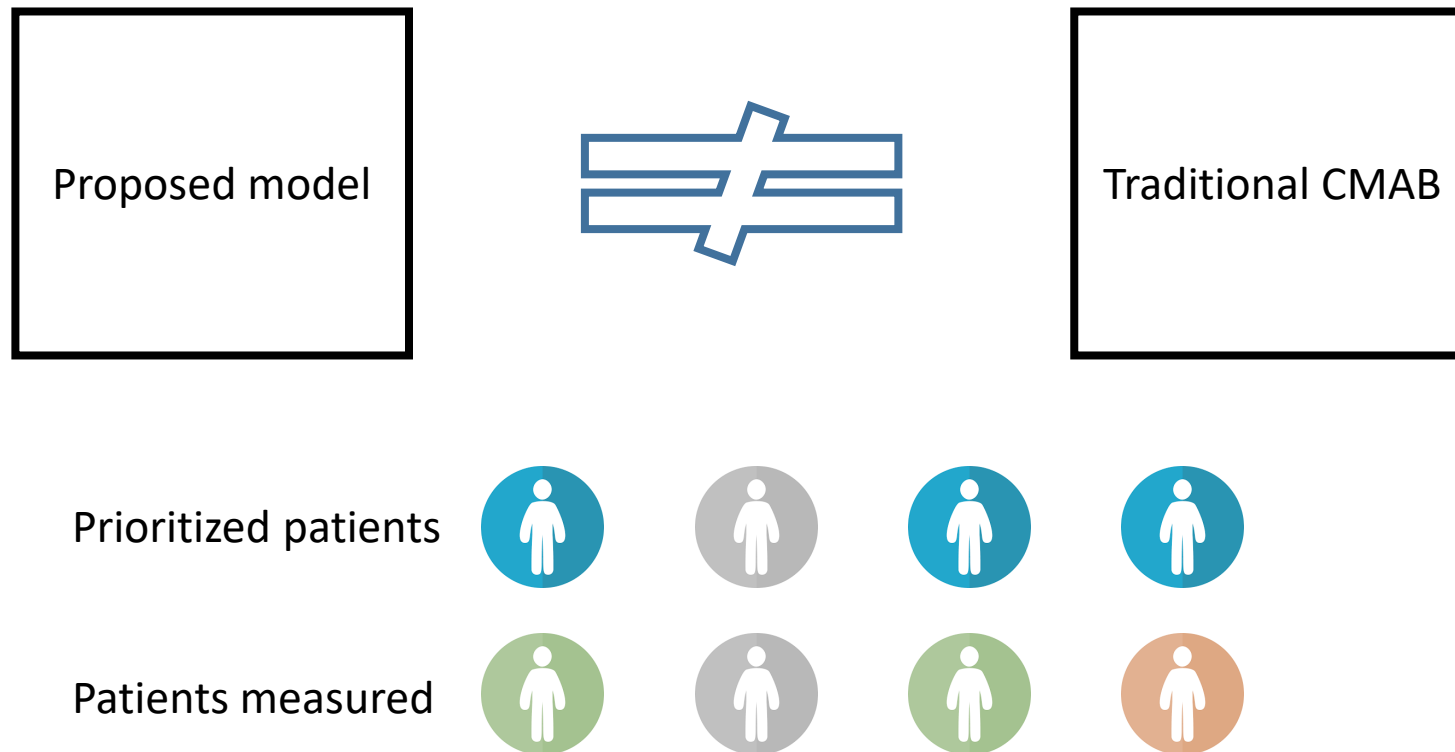 Proposed model
Traditional CMAB
Prioritized patients
Patients measured